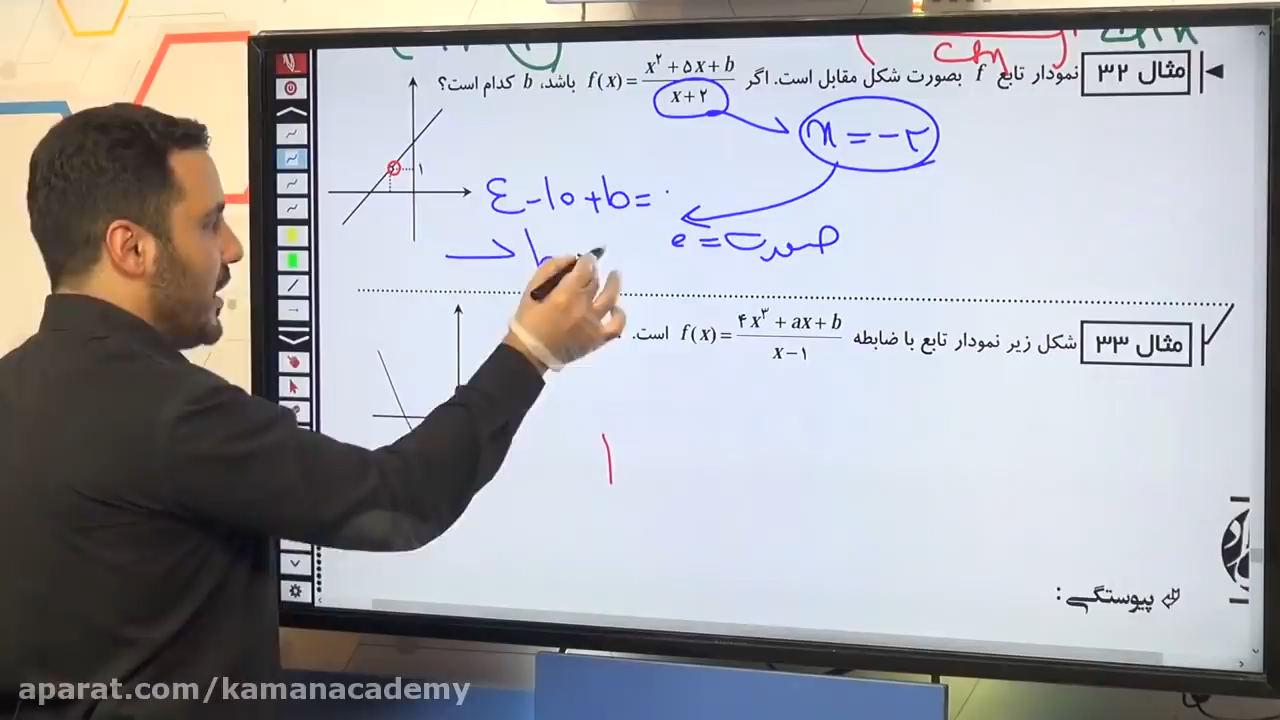 مثال ۳۲ نمودار تابع f بصورت شکل مقابل است. اگر f(x) = (x² + ۵x + b)/(x + ۲) باشد، b کدام است؟
۱
x = -۲
۴ - ۱۰ + b = ۰
صورت = ۰
→ b
مثال ۳۳ شکل زیر نمودار تابع با ضابطه f(x) = (۴x³ + ax + b)/(x - ۱) است.
پیوستگی:
aparat.com/kamanacademy